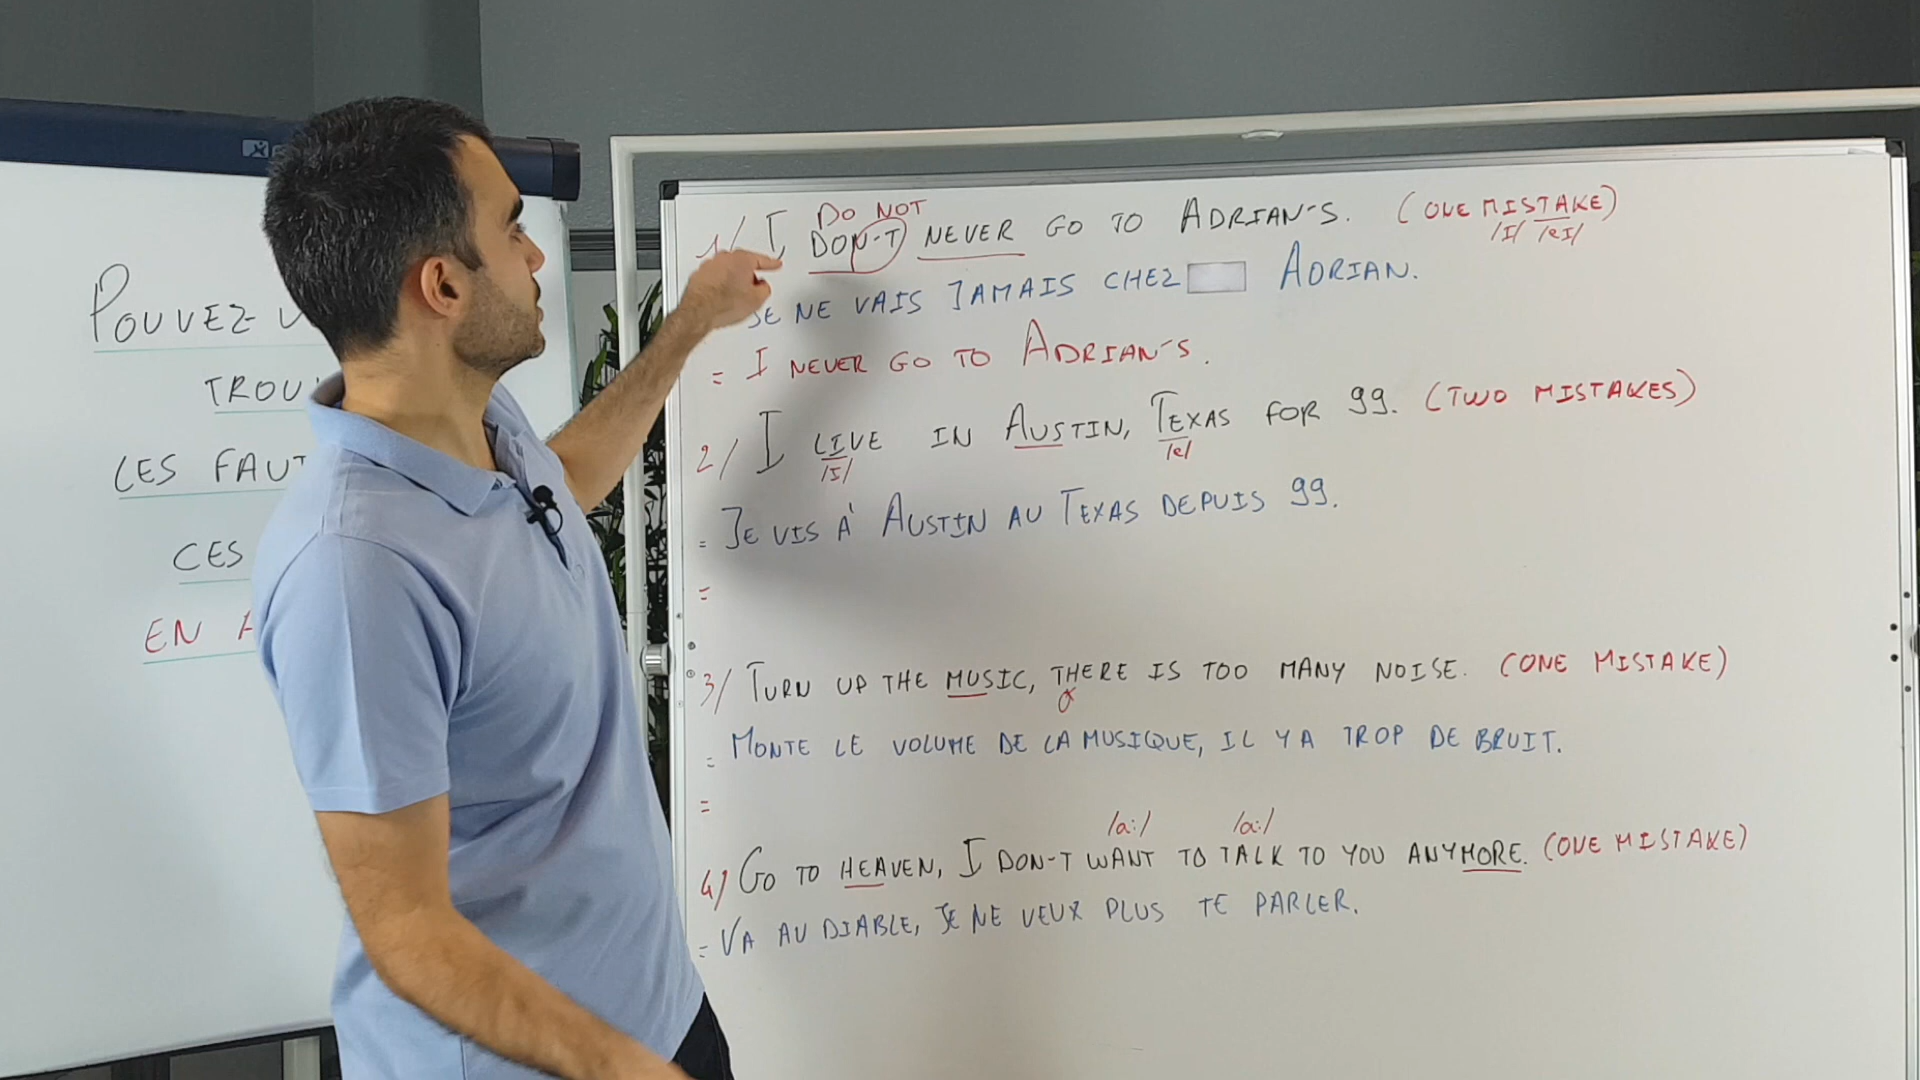 POUVEZ
TROU
LES FAUT
CES
EN
DO NOT
1/ I DON'T NEVER GO TO ADRIAN'S. (ONE MISTAKE)
/I/ /eI/
JE NE VAIS JAMAIS CHEZ ADRIAN.
= I NEVER GO TO ADRIAN'S.
2/ I LIVE IN AUSTIN, TEXAS FOR 99. (TWO MISTAKES)
/I/ /e/
= JE VIS À AUSTIN AU TEXAS DEPUIS 99.
=
3/ TURN UP THE MUSIC, THERE IS TOO MANY NOISE. (ONE MISTAKE)
= MONTE LE VOLUME DE LA MUSIQUE, IL Y A TROP DE BRUIT.
=
/a:/ /a:/
4/ GO TO HEAVEN, I DON'T WANT TO TALK TO YOU ANYMORE. (ONE MISTAKE)
= VA AU DIABLE, JE NE VEUX PLUS TE PARLER.